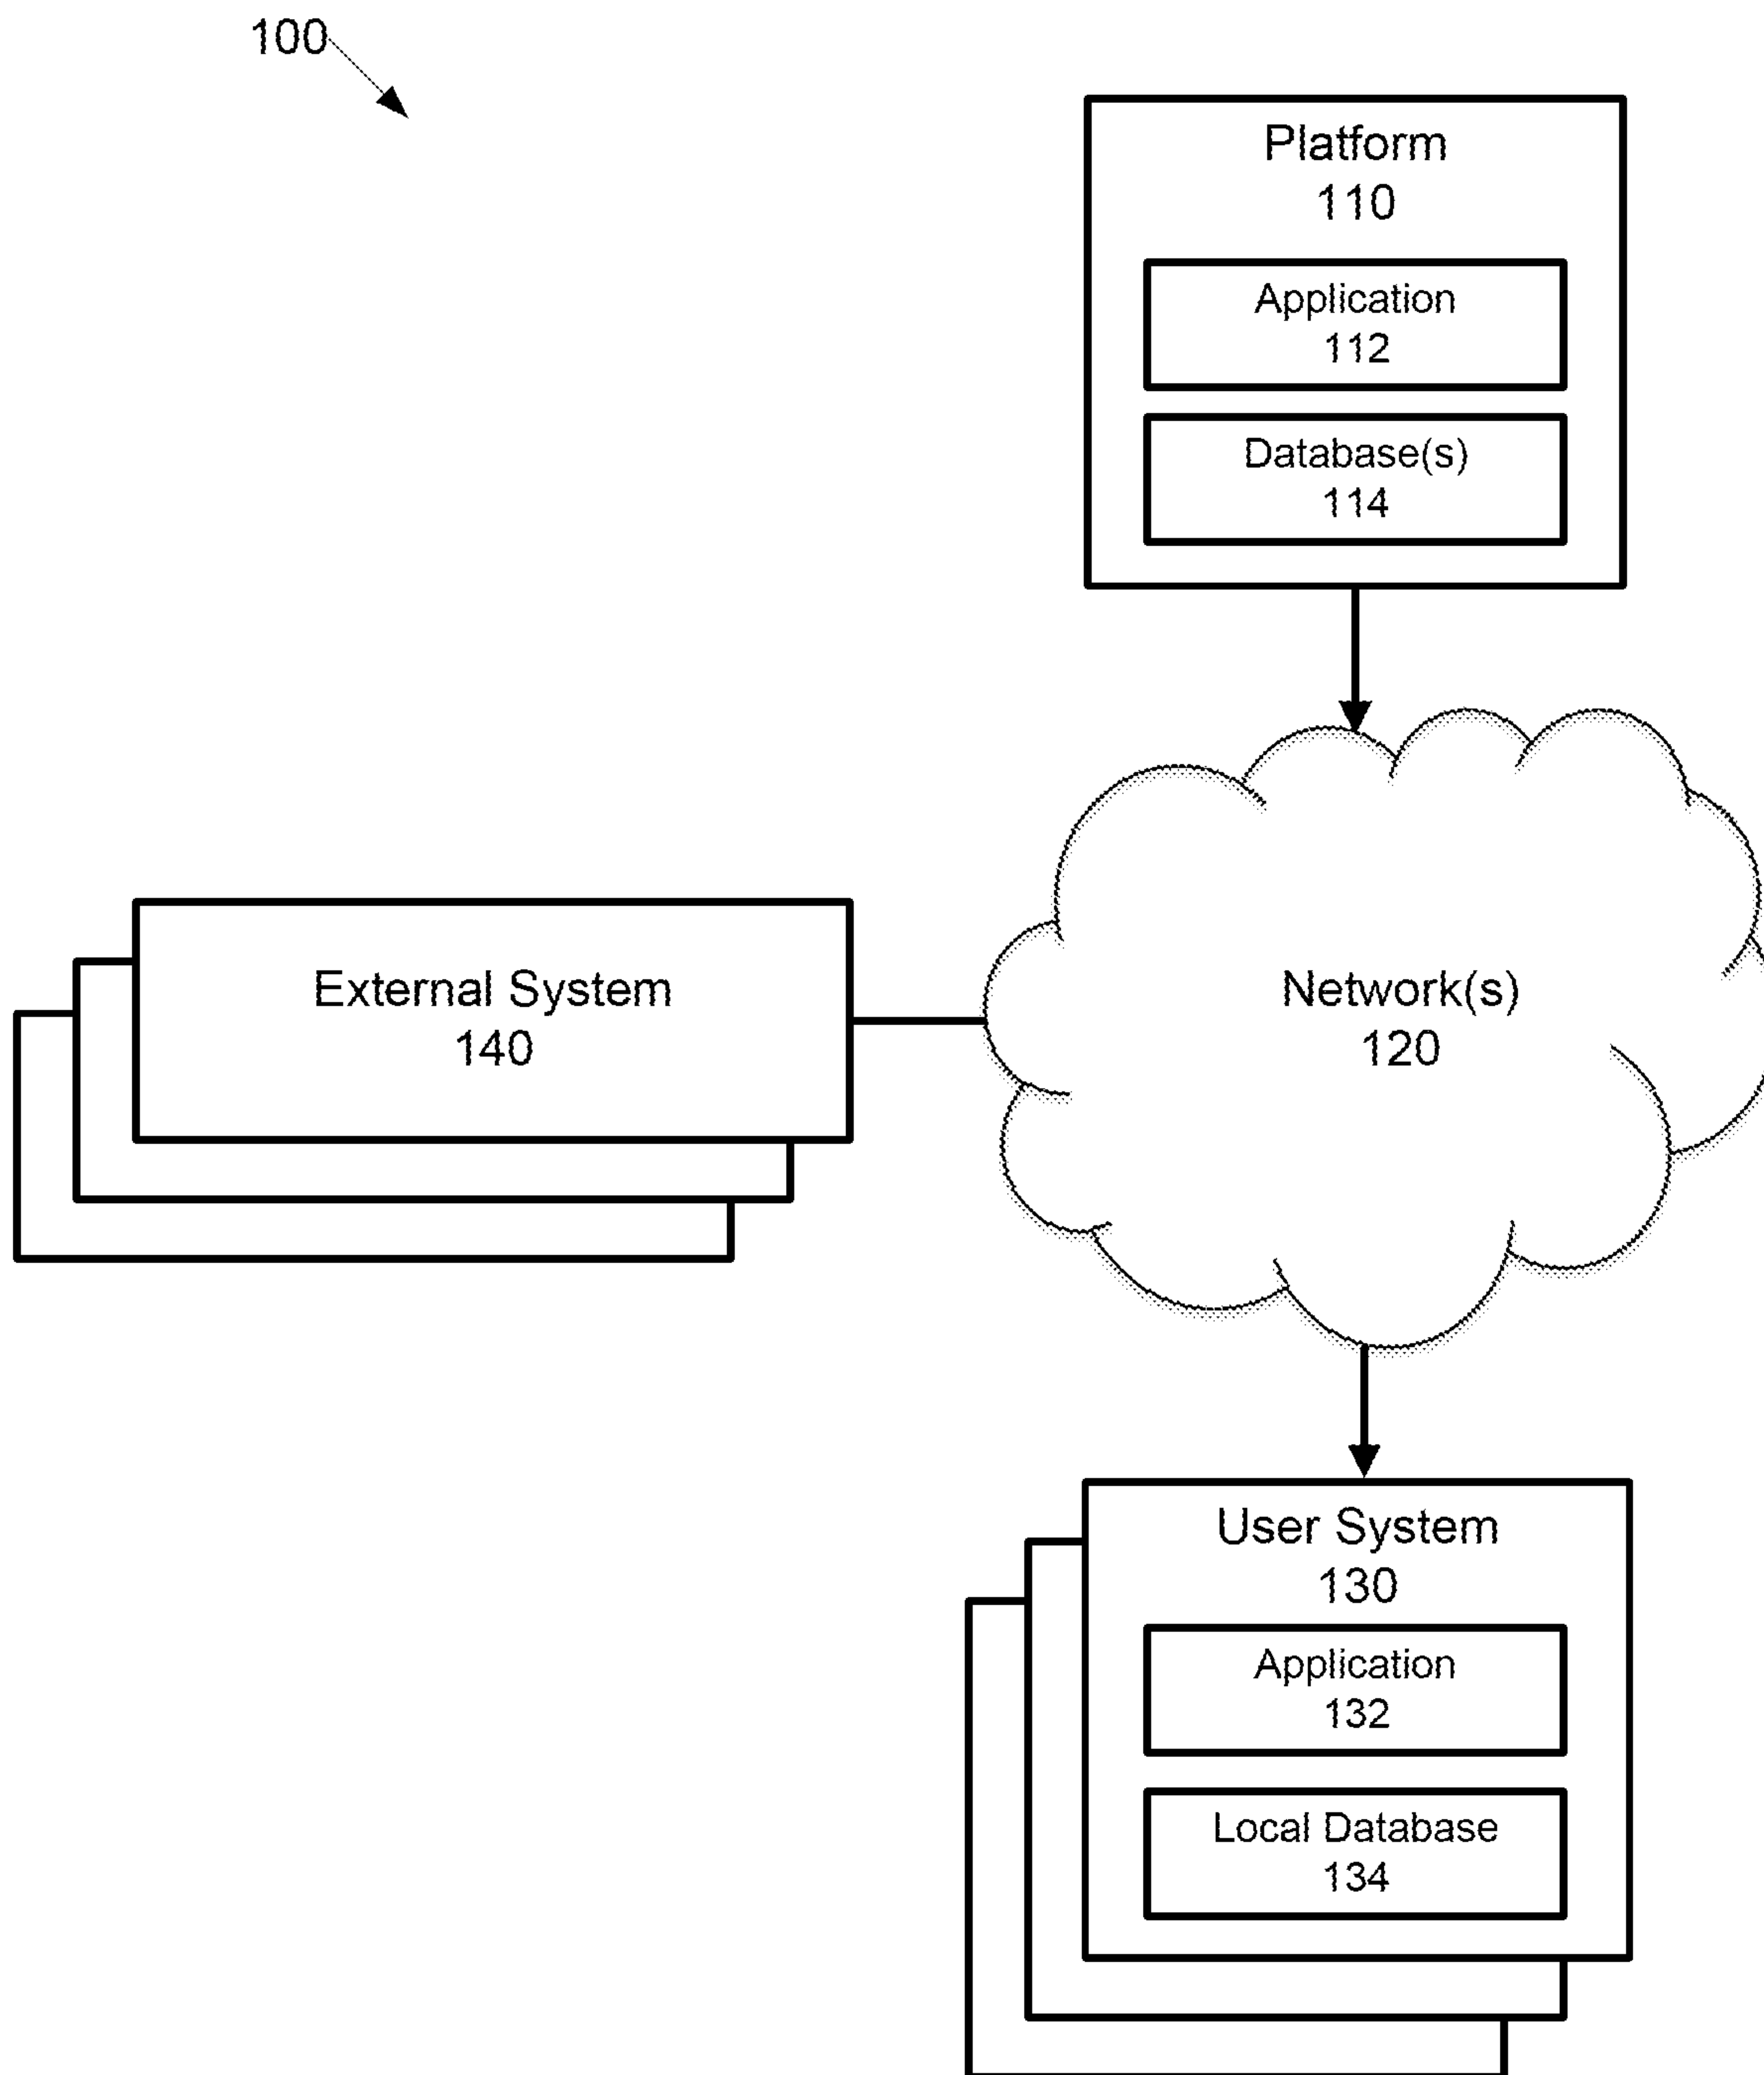 100
Platform
110
Application
112
Database(s)
114
External System
140
Network(s)
120
User System
130
Application
132
Local Database
134